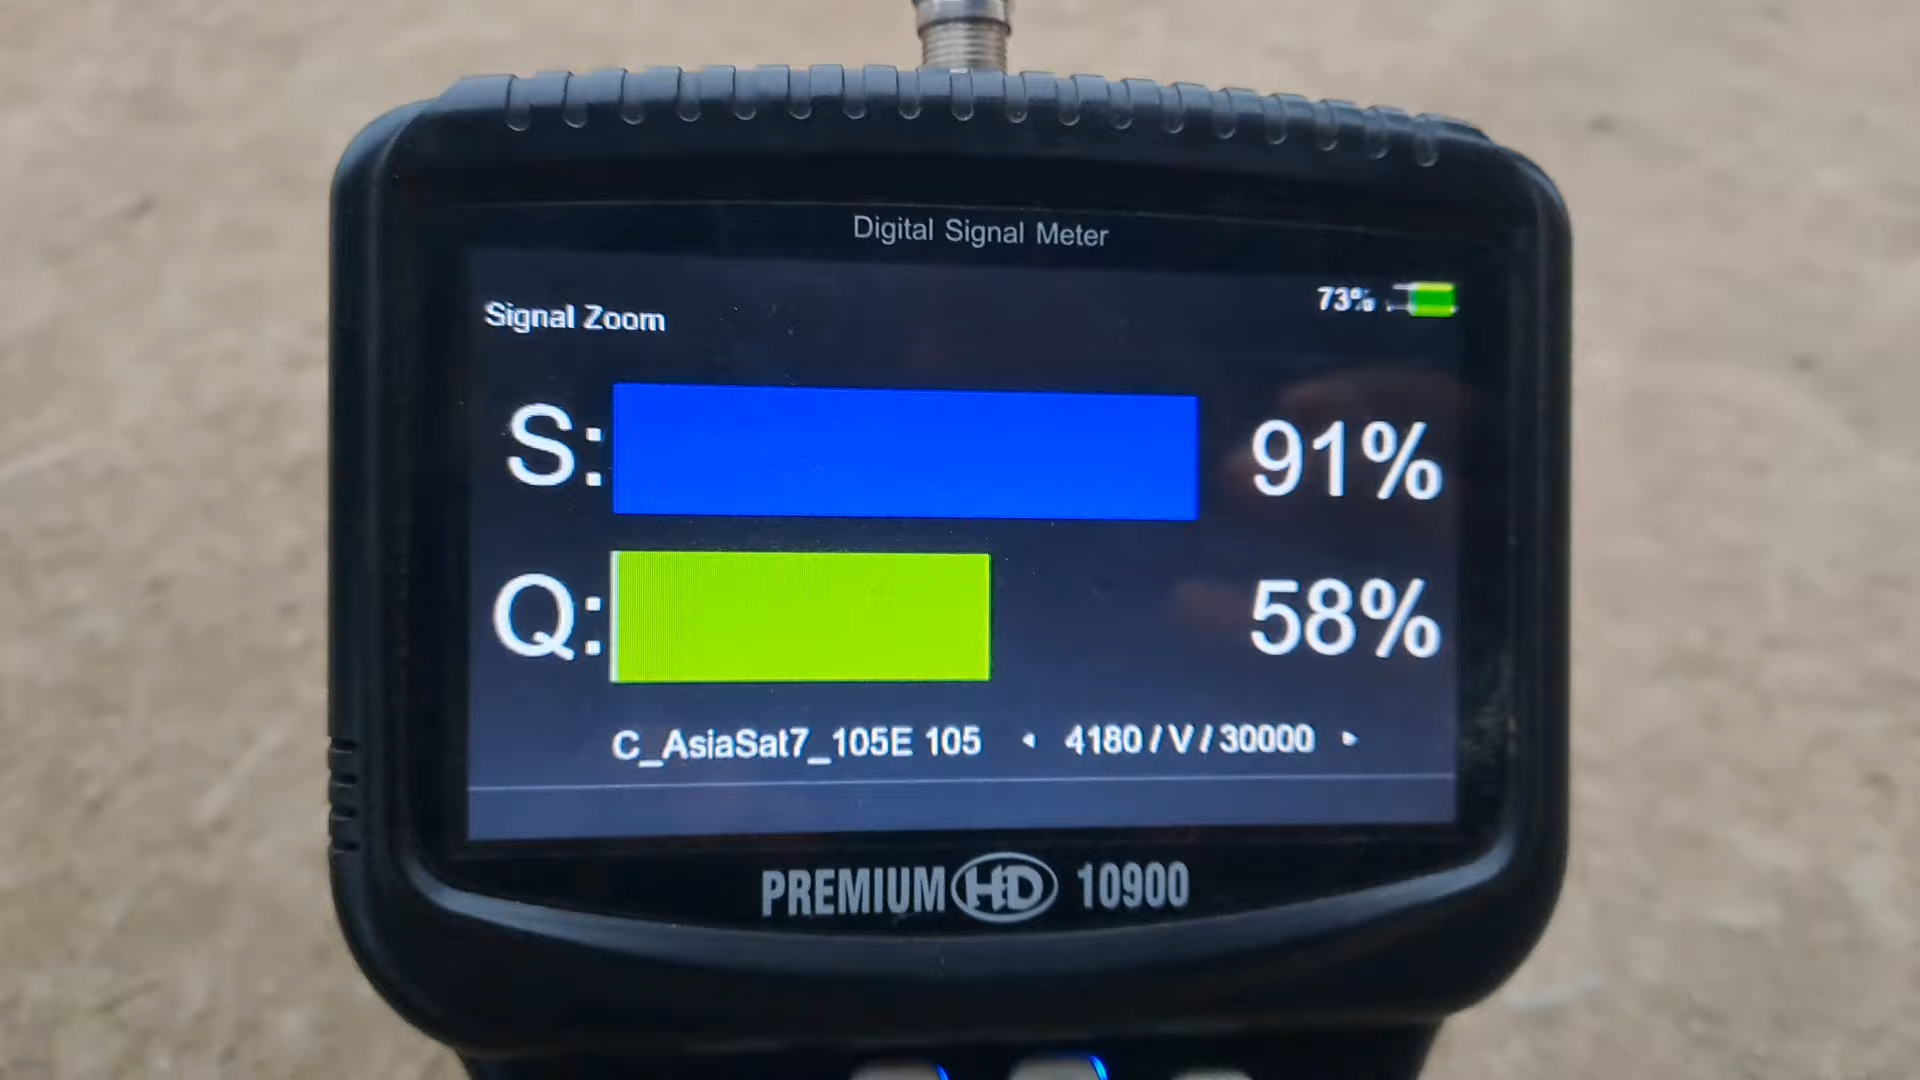 Digital Signal Meter
Signal Zoom
73%
S: 91%
Q: 58%
C_AsiaSat7_105E 105 ◂ 4180 / V / 30000 ▸
PREMIUM HD 10900